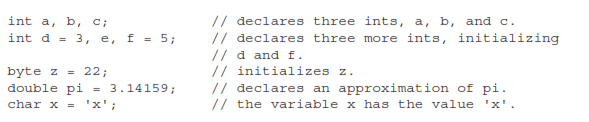 int a, b, c; // declares three ints, a, b, and c.
int d = 3, e, f = 5; // declares three more ints, initializing
// d and f.
byte z = 22; // initializes z.
double pi = 3.14159; // declares an approximation of pi.
char x = 'x'; // the variable x has the value 'x'.